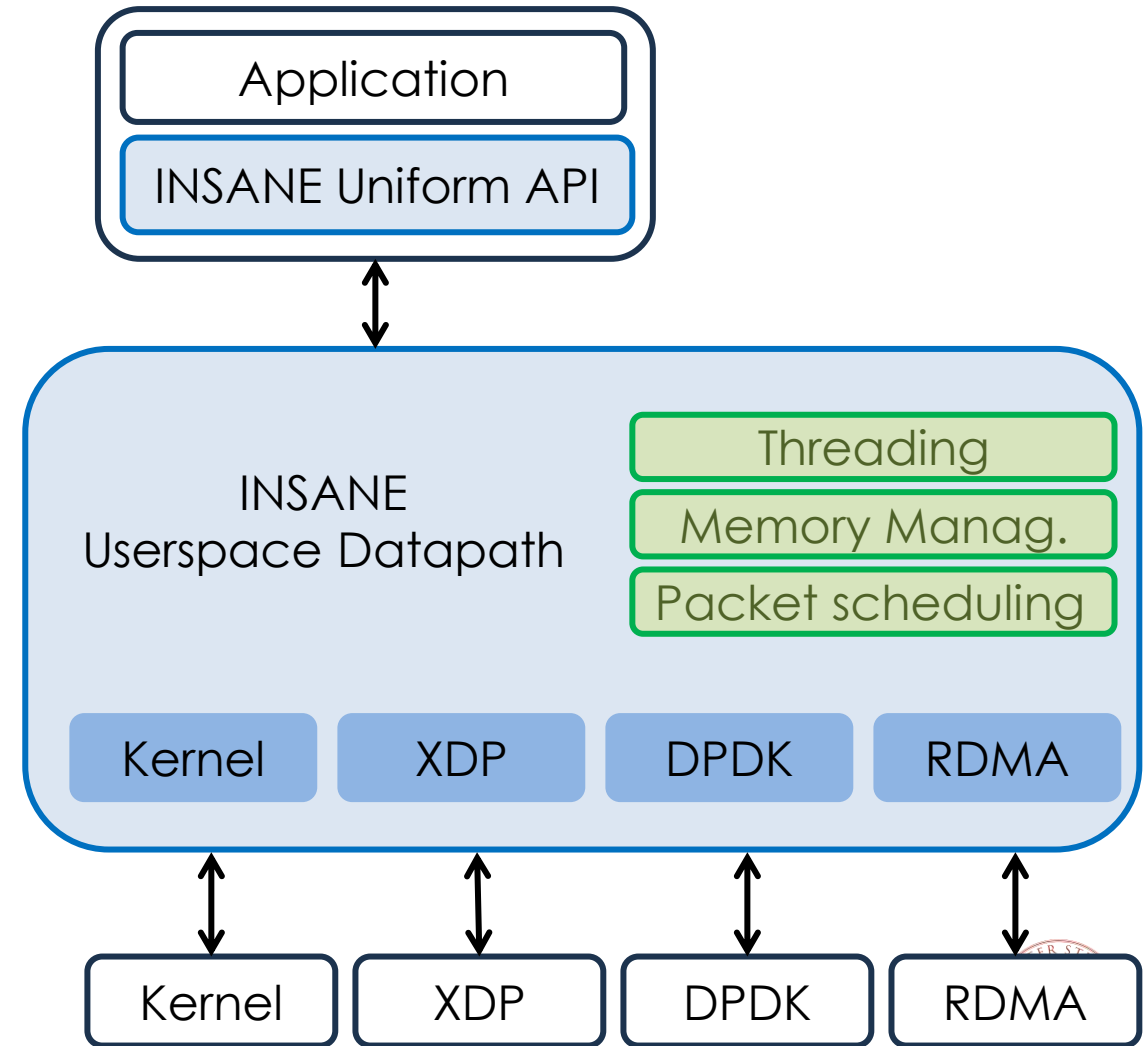 Application
INSANE Uniform API
INSANE
Userspace Datapath
Threading
Memory Manag.
Packet scheduling
Kernel XDP DPDK RDMA
Kernel XDP DPDK RDMA